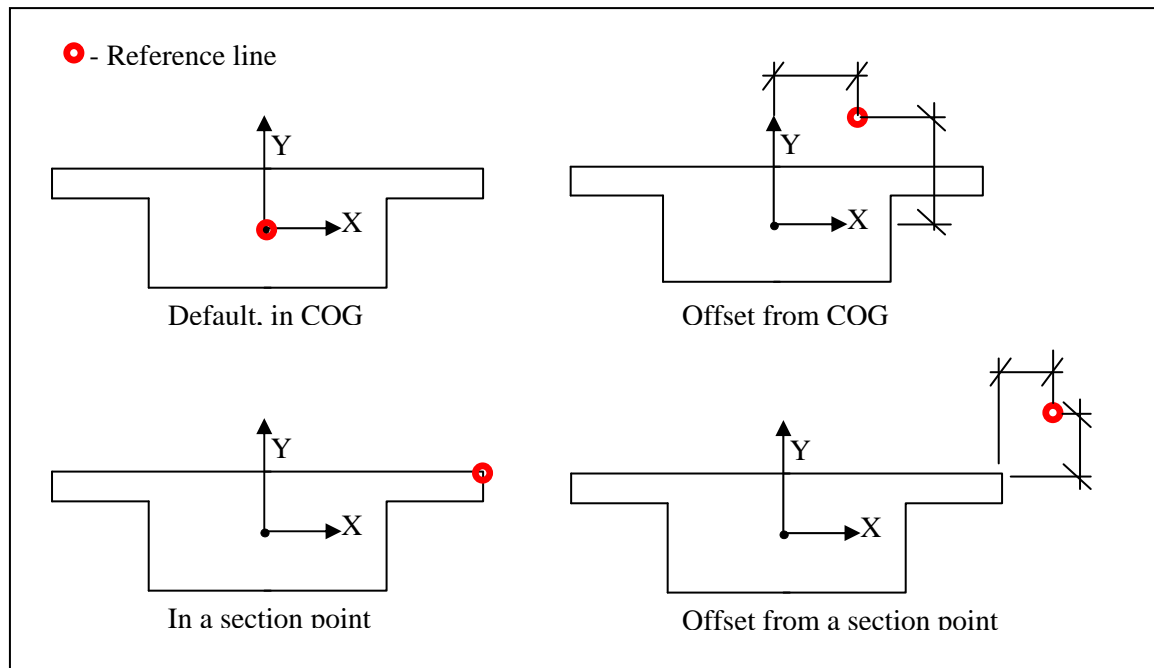 - Reference line
Y
X
Default, in COG
Y
X
Offset from COG
Y
X
In a section point
Y
X
Offset from a section point